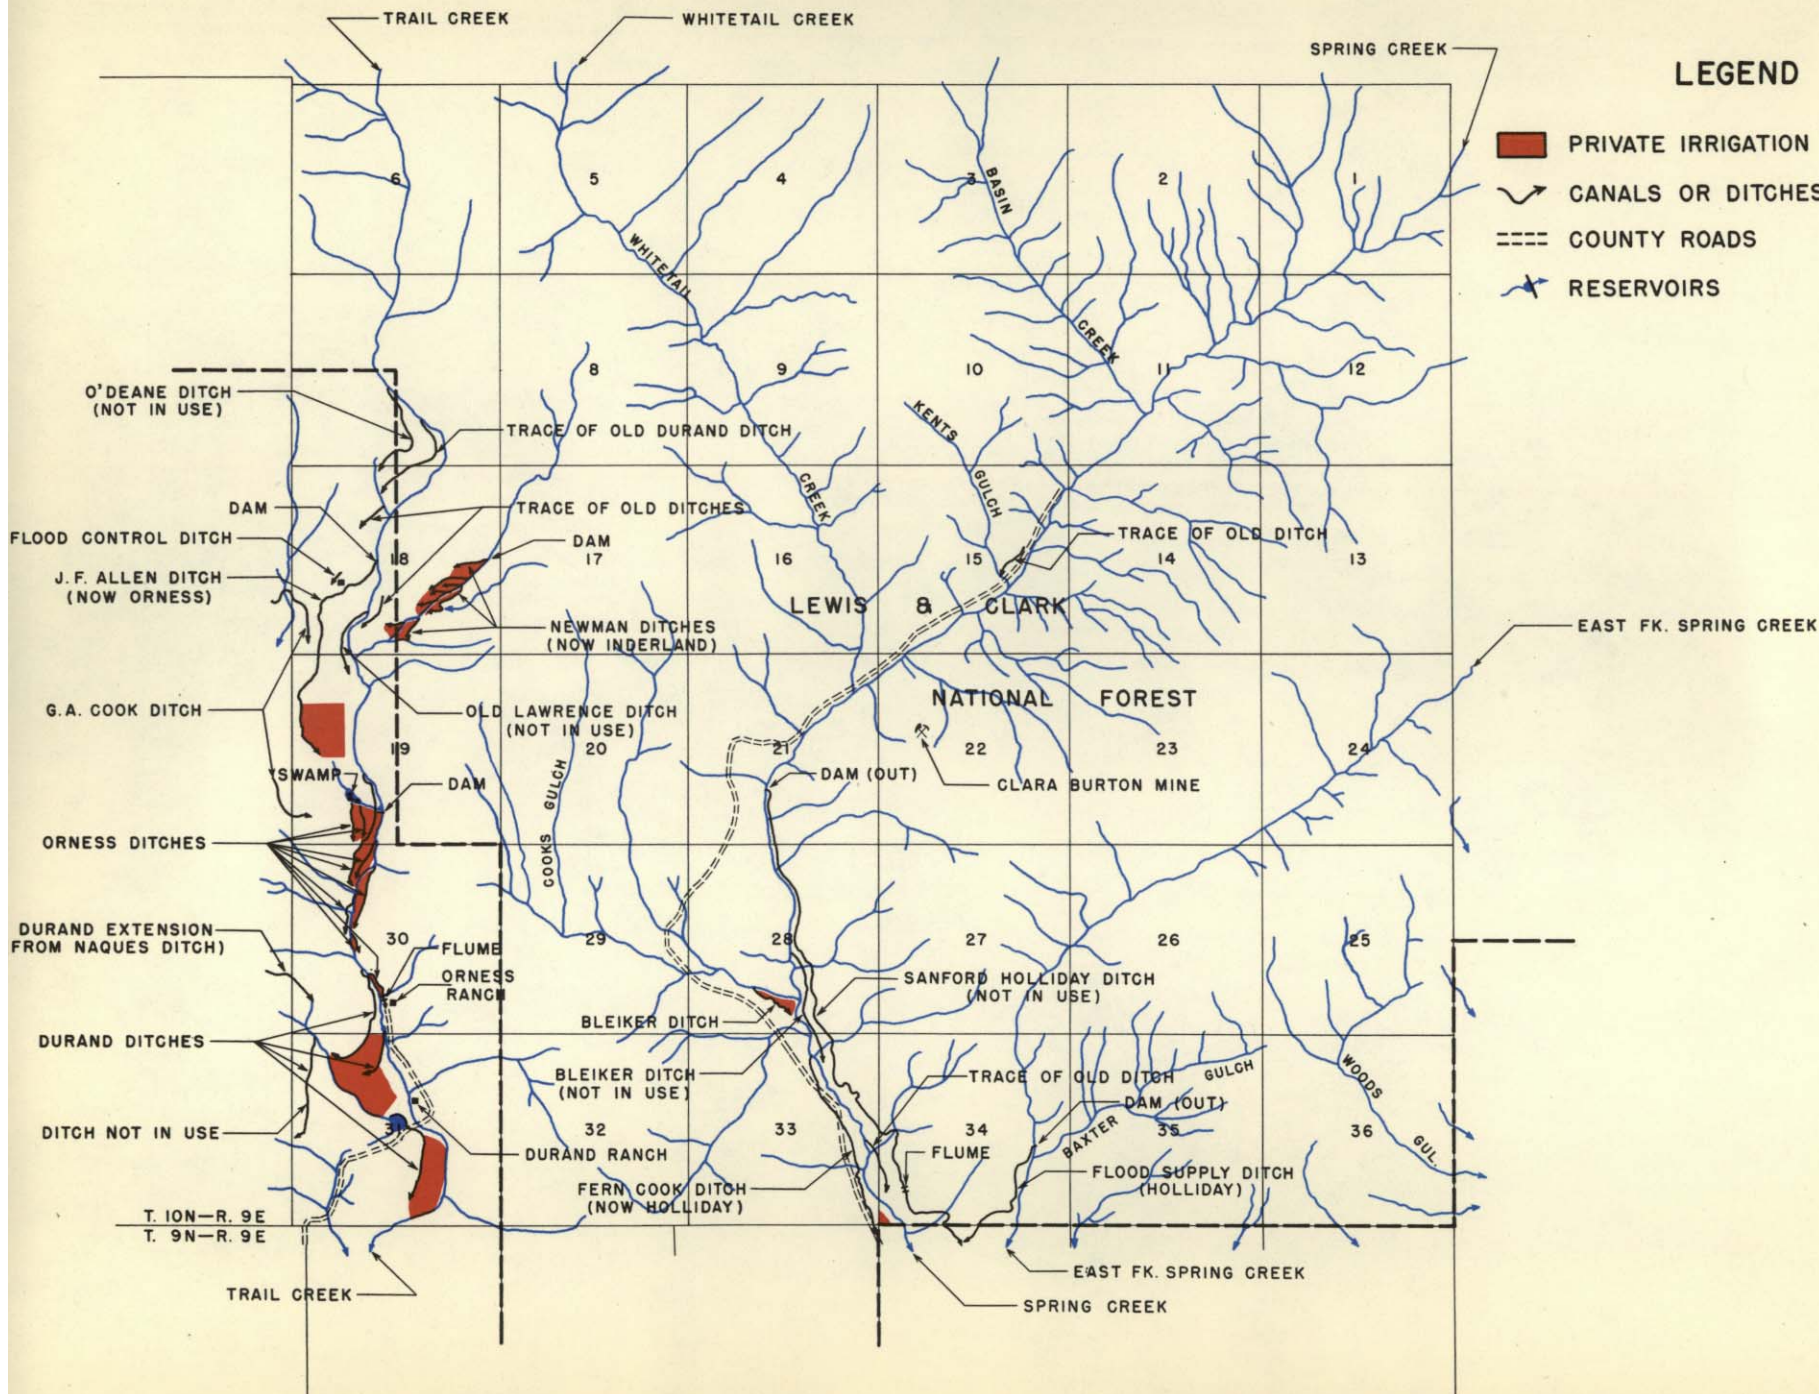 TRAIL CREEK
WHITETAIL CREEK
SPRING CREEK
LEGEND
PRIVATE IRRIGATION
CANALS OR DITCHES
COUNTY ROADS
RESERVOIRS
6
5
4
3
2
1
BASIN
WHITETAIL
CREEK
8
9
10
11
12
O'DEANE DITCH
(NOT IN USE)
TRACE OF OLD DURAND DITCH
KENTS
GULCH
CREEK
DAM
TRACE OF OLD DITCHES
FLOOD CONTROL DITCH
DAM
TRACE OF OLD DITCH
18
17
16
15
14
13
J.F. ALLEN DITCH
(NOW ORNESS)
LEWIS & CLARK
NEWMAN DITCHES
(NOW INDERLAND)
EAST FK. SPRING CREEK
NATIONAL FOREST
G.A. COOK DITCH
OLD LAWRENCE DITCH
(NOT IN USE)
19
20
21
22
23
24
SWAMP
DAM
DAM (OUT)
CLARA BURTON MINE
COOKS GULCH
ORNESS DITCHES
DURAND EXTENSION
FROM NAQUES DITCH)
30
29
28
27
26
25
FLUME
ORNESS
RANCH
SANFORD HOLLIDAY DITCH
(NOT IN USE)
BLEIKER DITCH
DURAND DITCHES
BLEIKER DITCH
(NOT IN USE)
TRACE OF OLD DITCH
GULCH
WOODS
DAM (OUT)
DITCH NOT IN USE
31
32
33
34
35
36
BAXTER
GUL.
DURAND RANCH
FLUME
FLOOD SUPPLY DITCH
(HOLLIDAY)
FERN COOK DITCH
(NOW HOLLIDAY)
T. 10N—R. 9E
T. 9N—R. 9E
EAST FK. SPRING CREEK
TRAIL CREEK
SPRING CREEK